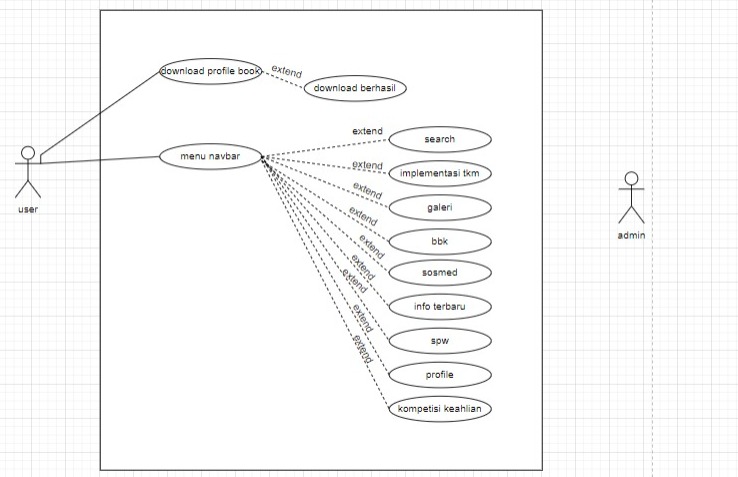 download profile book
extend
download berhasil
user
menu navbar
extend
search
extend
implementasi tkm
extend
galeri
extend
bbk
extend
sosmed
extend
info terbaru
extend
spw
extend
profile
extend
kompetisi keahlian
admin